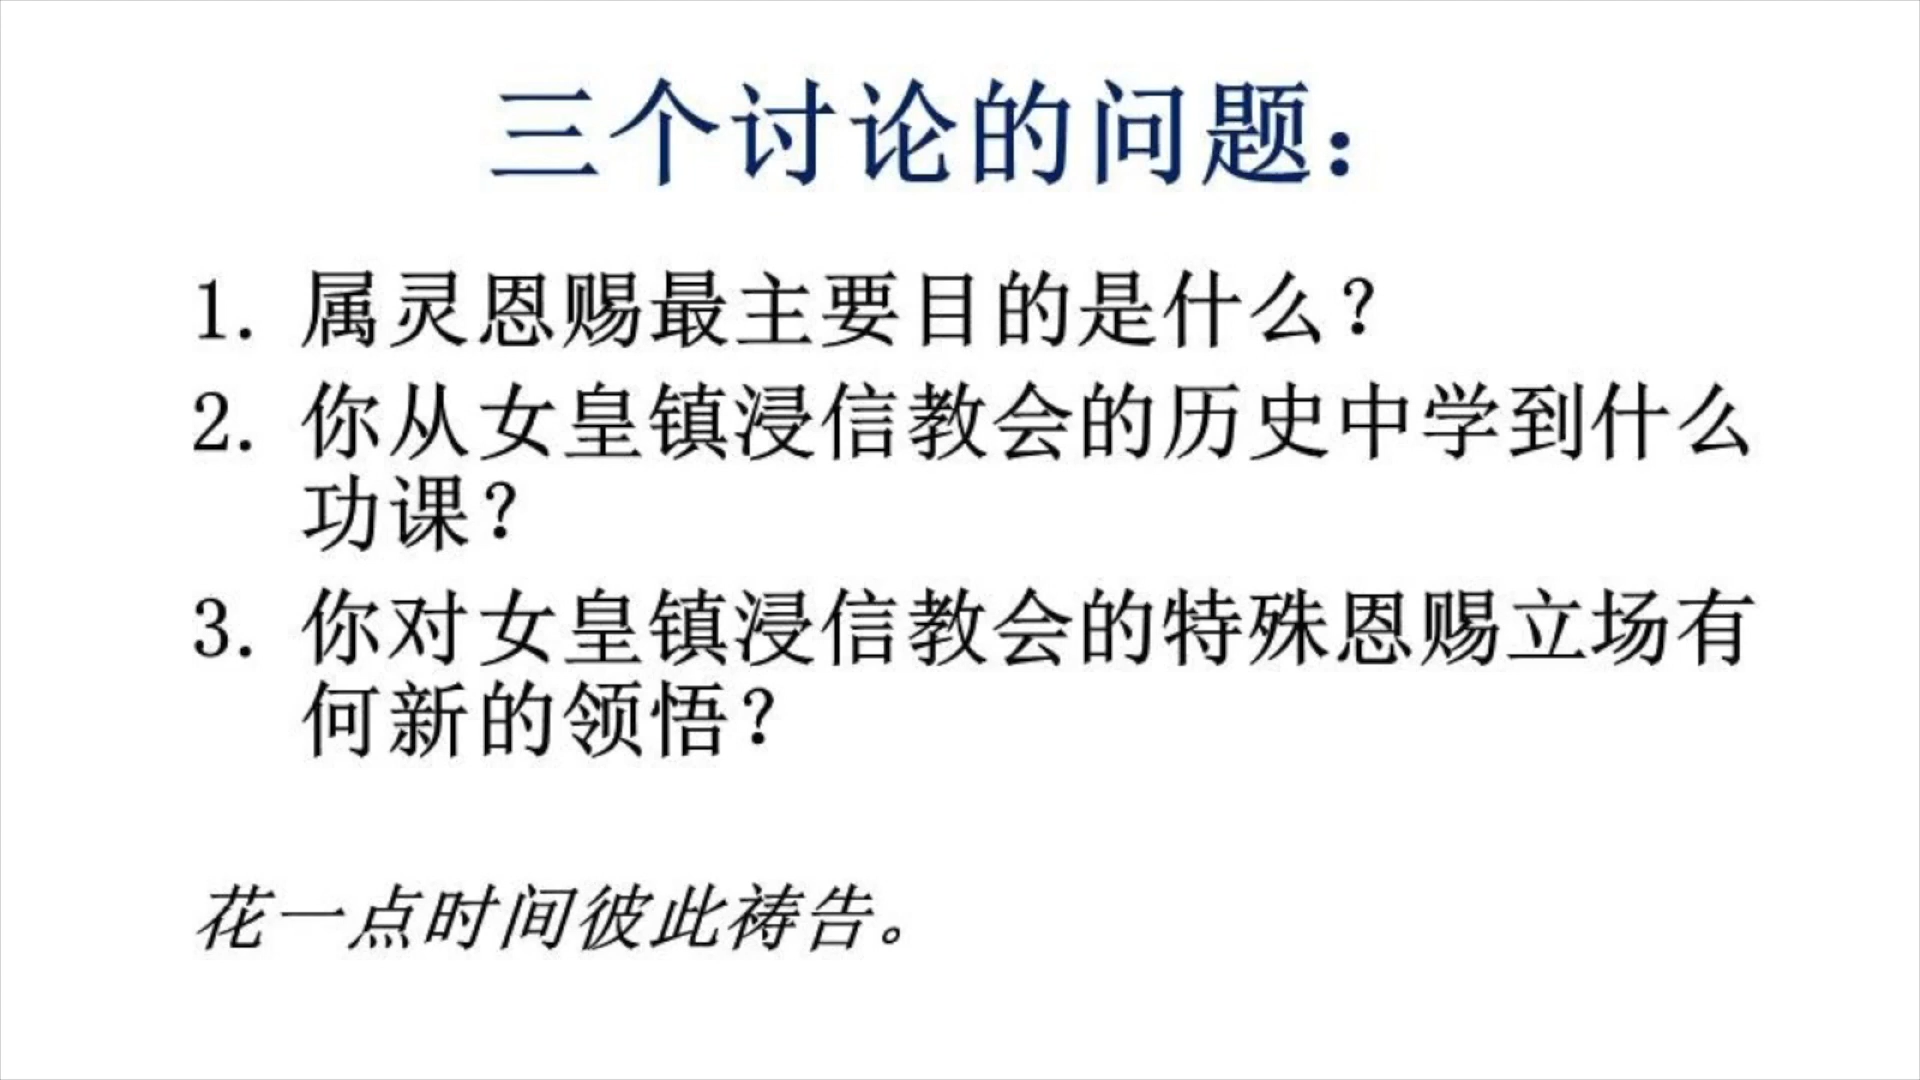 三个讨论的问题：
1. 属灵恩赐最主要目的是什么？
2. 你从女皇镇浸信教会的历史中学到什么
功课？
3. 你对女皇镇浸信教会的特殊恩赐立场有
何新的领悟？
花一点时间彼此祷告。